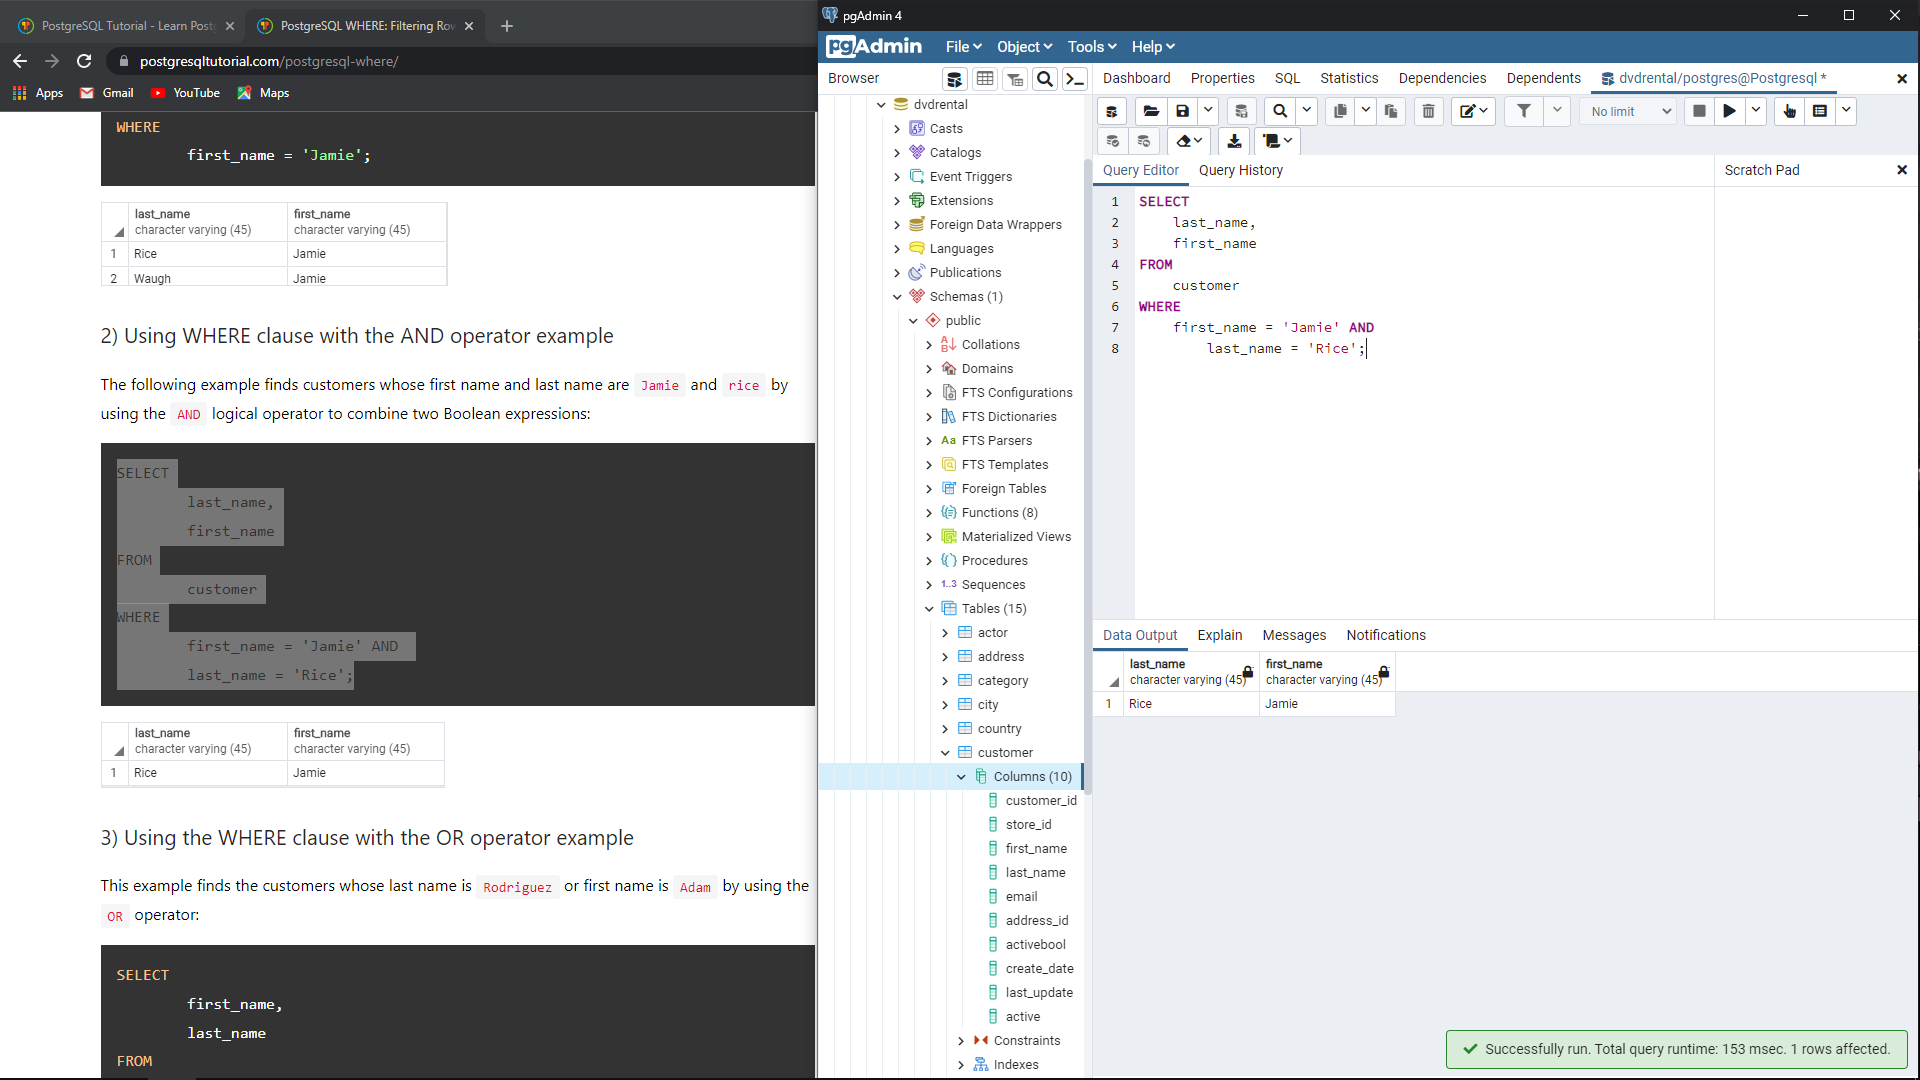 PostgreSQL Tutorial - Learn Post
PostgreSQL WHERE: Filtering Row
postgresqltutorial.com/postgresql-where/
Apps
Gmail
YouTube
Maps
WHERE
first_name = 'Jamie';
last_name
character varying (45)
first_name
character varying (45)
1 Rice Jamie
2 Waugh Jamie
2) Using WHERE clause with the AND operator example
The following example finds customers whose first name and last name are Jamie and rice by
using the AND logical operator to combine two Boolean expressions:
SELECT
last_name,
first_name
FROM
customer
WHERE
first_name = 'Jamie' AND
last_name = 'Rice';
last_name
character varying (45)
first_name
character varying (45)
1 Rice Jamie
3) Using the WHERE clause with the OR operator example
This example finds the customers whose last name is Rodriguez or first name is Adam by using the
OR operator:
SELECT
first_name,
last_name
FROM
pgAdmin 4
pgAdmin
File
Object
Tools
Help
Browser
Dashboard
Properties
SQL
Statistics
Dependencies
Dependents
dvdrental/postgres@Postgresql *
dvdrental
Casts
Catalogs
Event Triggers
Extensions
Foreign Data Wrappers
Languages
Publications
Schemas (1)
public
Collations
Domains
FTS Configurations
FTS Dictionaries
Aa FTS Parsers
FTS Templates
Foreign Tables
Functions (8)
Materialized Views
Procedures
1..3 Sequences
Tables (15)
actor
address
category
city
country
customer
Columns (10)
customer_id
store_id
first_name
last_name
email
address_id
activebool
create_date
last_update
active
Constraints
Indexes
No limit
Query Editor
Query History
Scratch Pad
1 SELECT
2 last_name,
3 first_name
4 FROM
5 customer
6 WHERE
7 first_name = 'Jamie' AND
8 last_name = 'Rice';
Data Output
Explain
Messages
Notifications
last_name
character varying (45)
first_name
character varying (45)
1 Rice Jamie
Successfully run. Total query runtime: 153 msec. 1 rows affected.